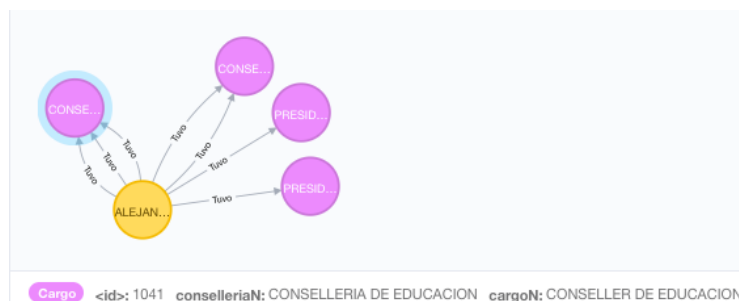 CONSE...
CONSE...
PRESID...
PRESID...
ALEJAN...
Tuvo
Tuvo
Tuvo
Tuvo
Tuvo
Tuvo
Tuvo
Cargo <id>: 1041 conselleriaN: CONSELLERIA DE EDUCACION cargoN: CONSELLER DE EDUCACION